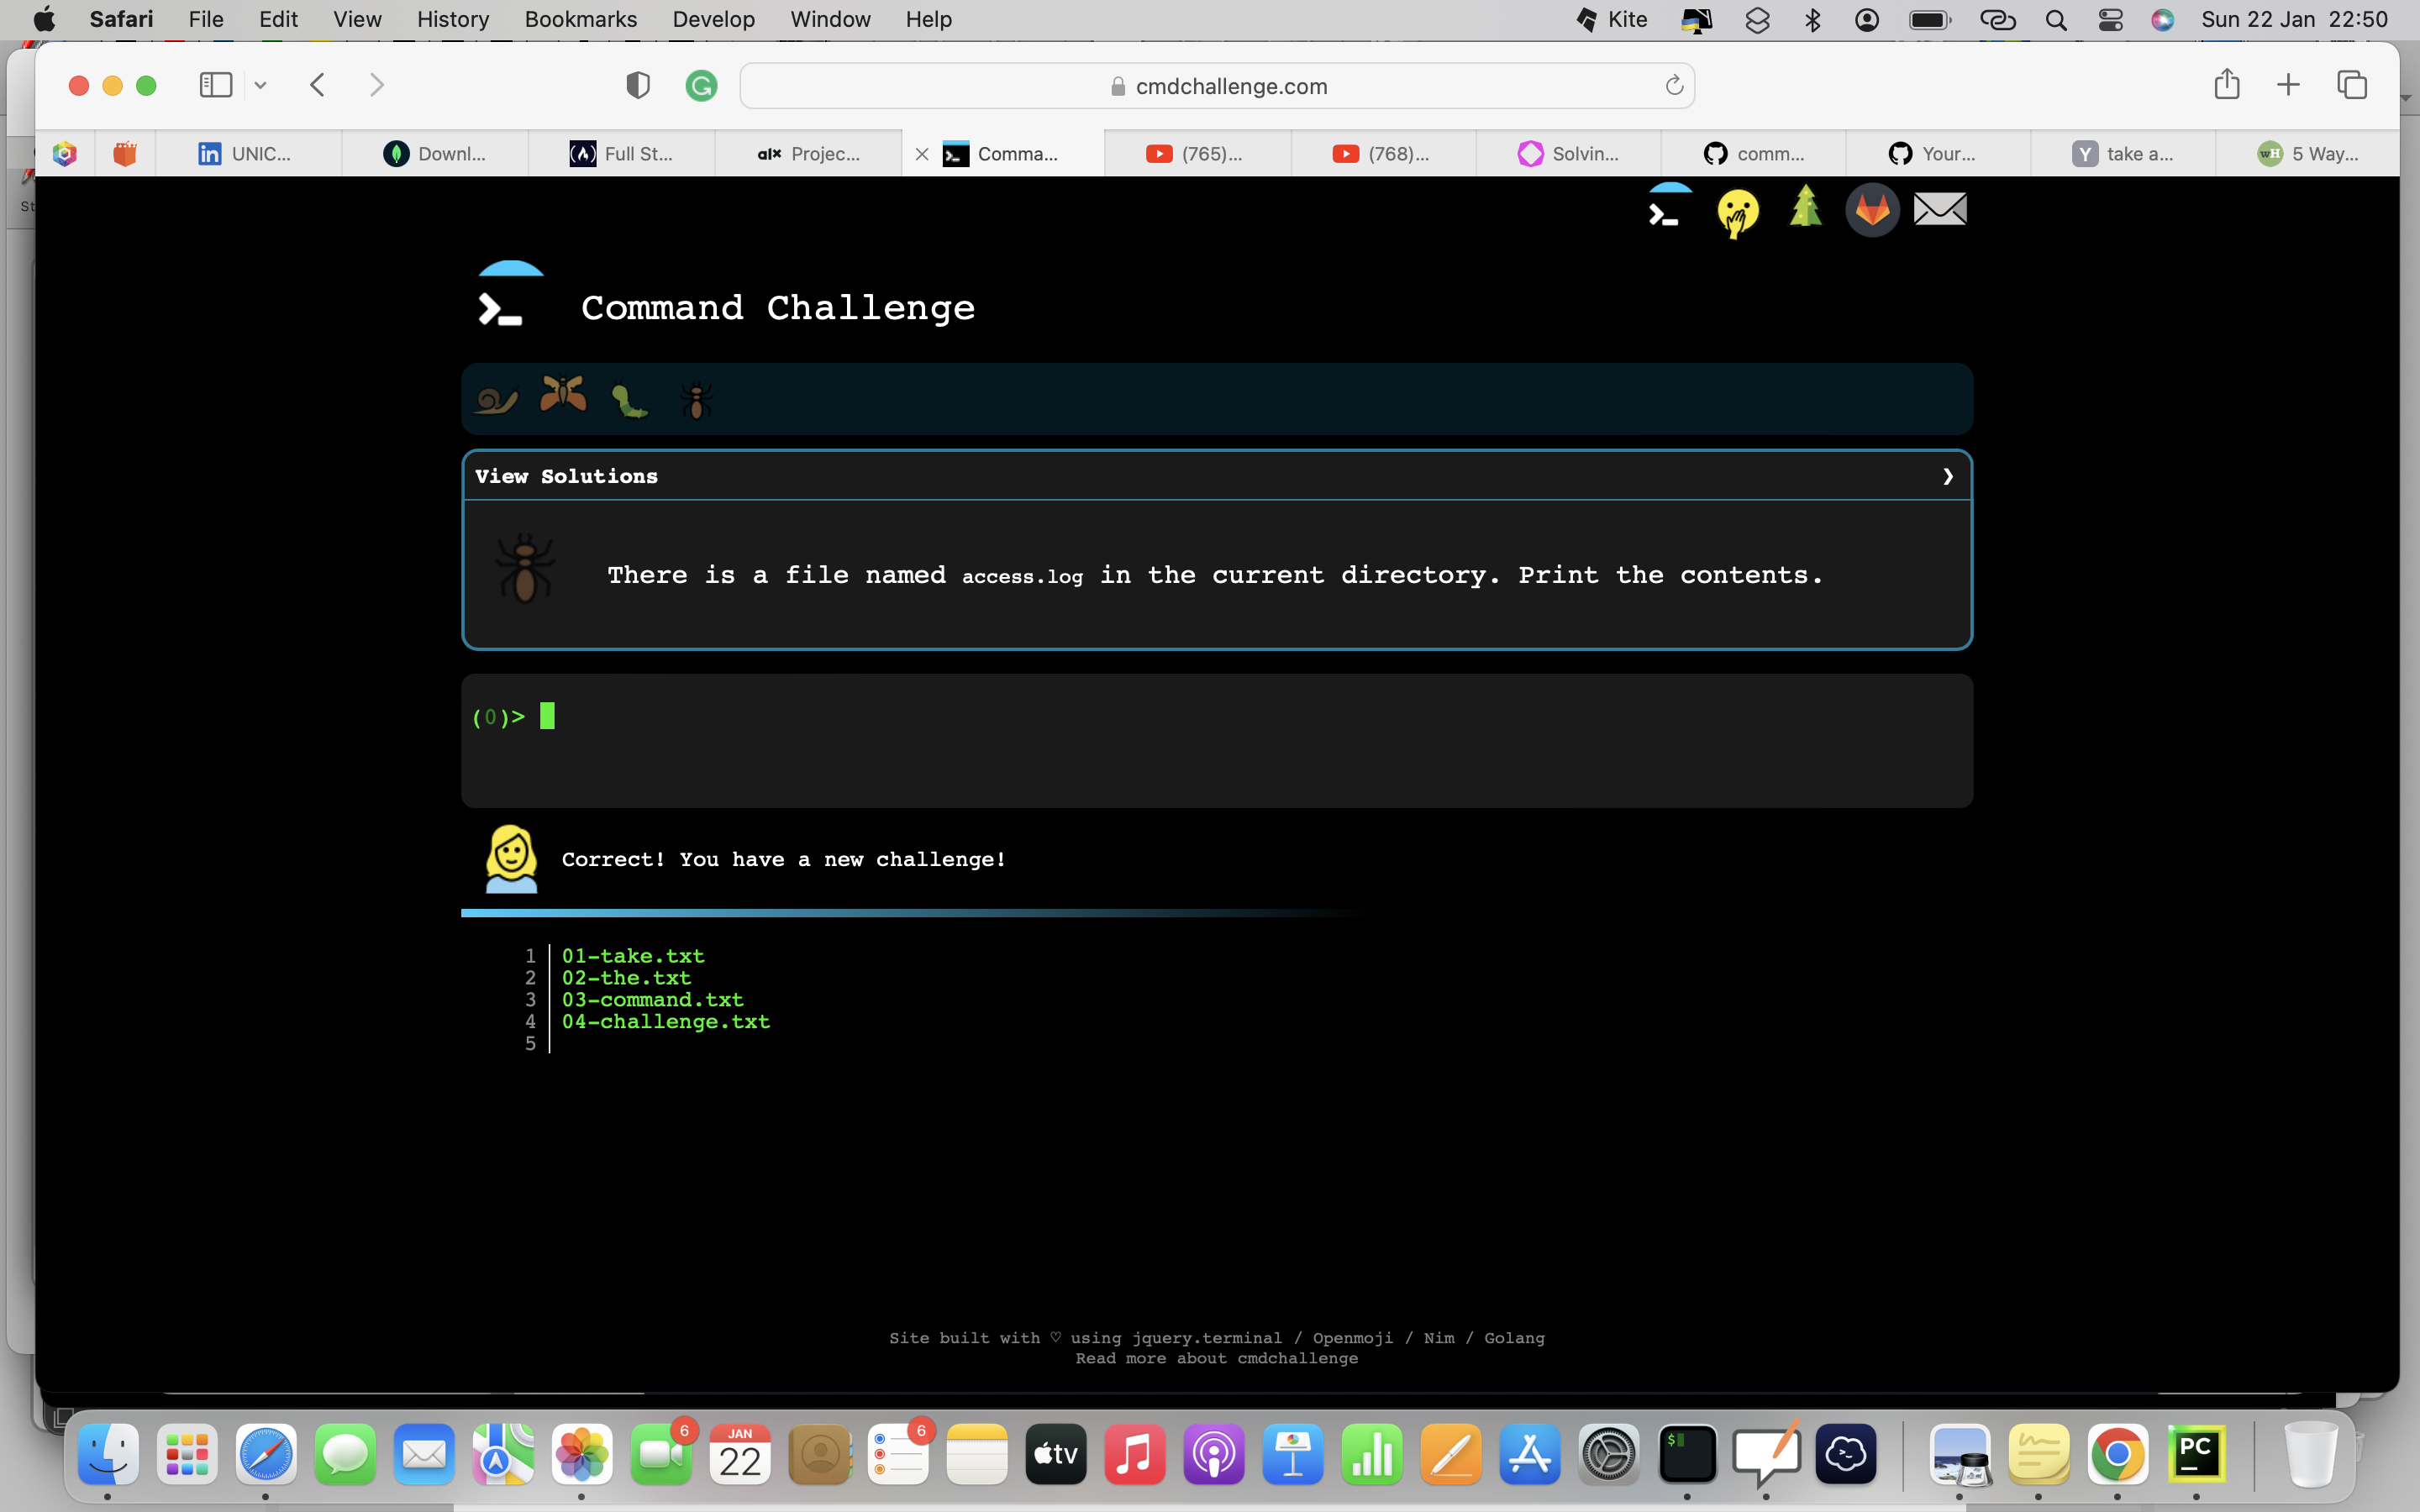 Safari File Edit View History Bookmarks Develop Window Help Kite Sun 22 Jan 22:50
cmdchallenge.com
UNIC... Downl... Full St... alx Projec... Comma... (765)... (768)... Solvin... comm... Your... Y take a... wH 5 Way...
St
Command Challenge
View Solutions ❯
There is a file named access.log in the current directory. Print the contents.
(0)>
Correct! You have a new challenge!
1 01-take.txt
2 02-the.txt
3 03-command.txt
4 04-challenge.txt
5
Site built with ♡ using jquery.terminal / Openmoji / Nim / Golang
Read more about cmdchallenge
6 JAN 22 6 tv $ PC